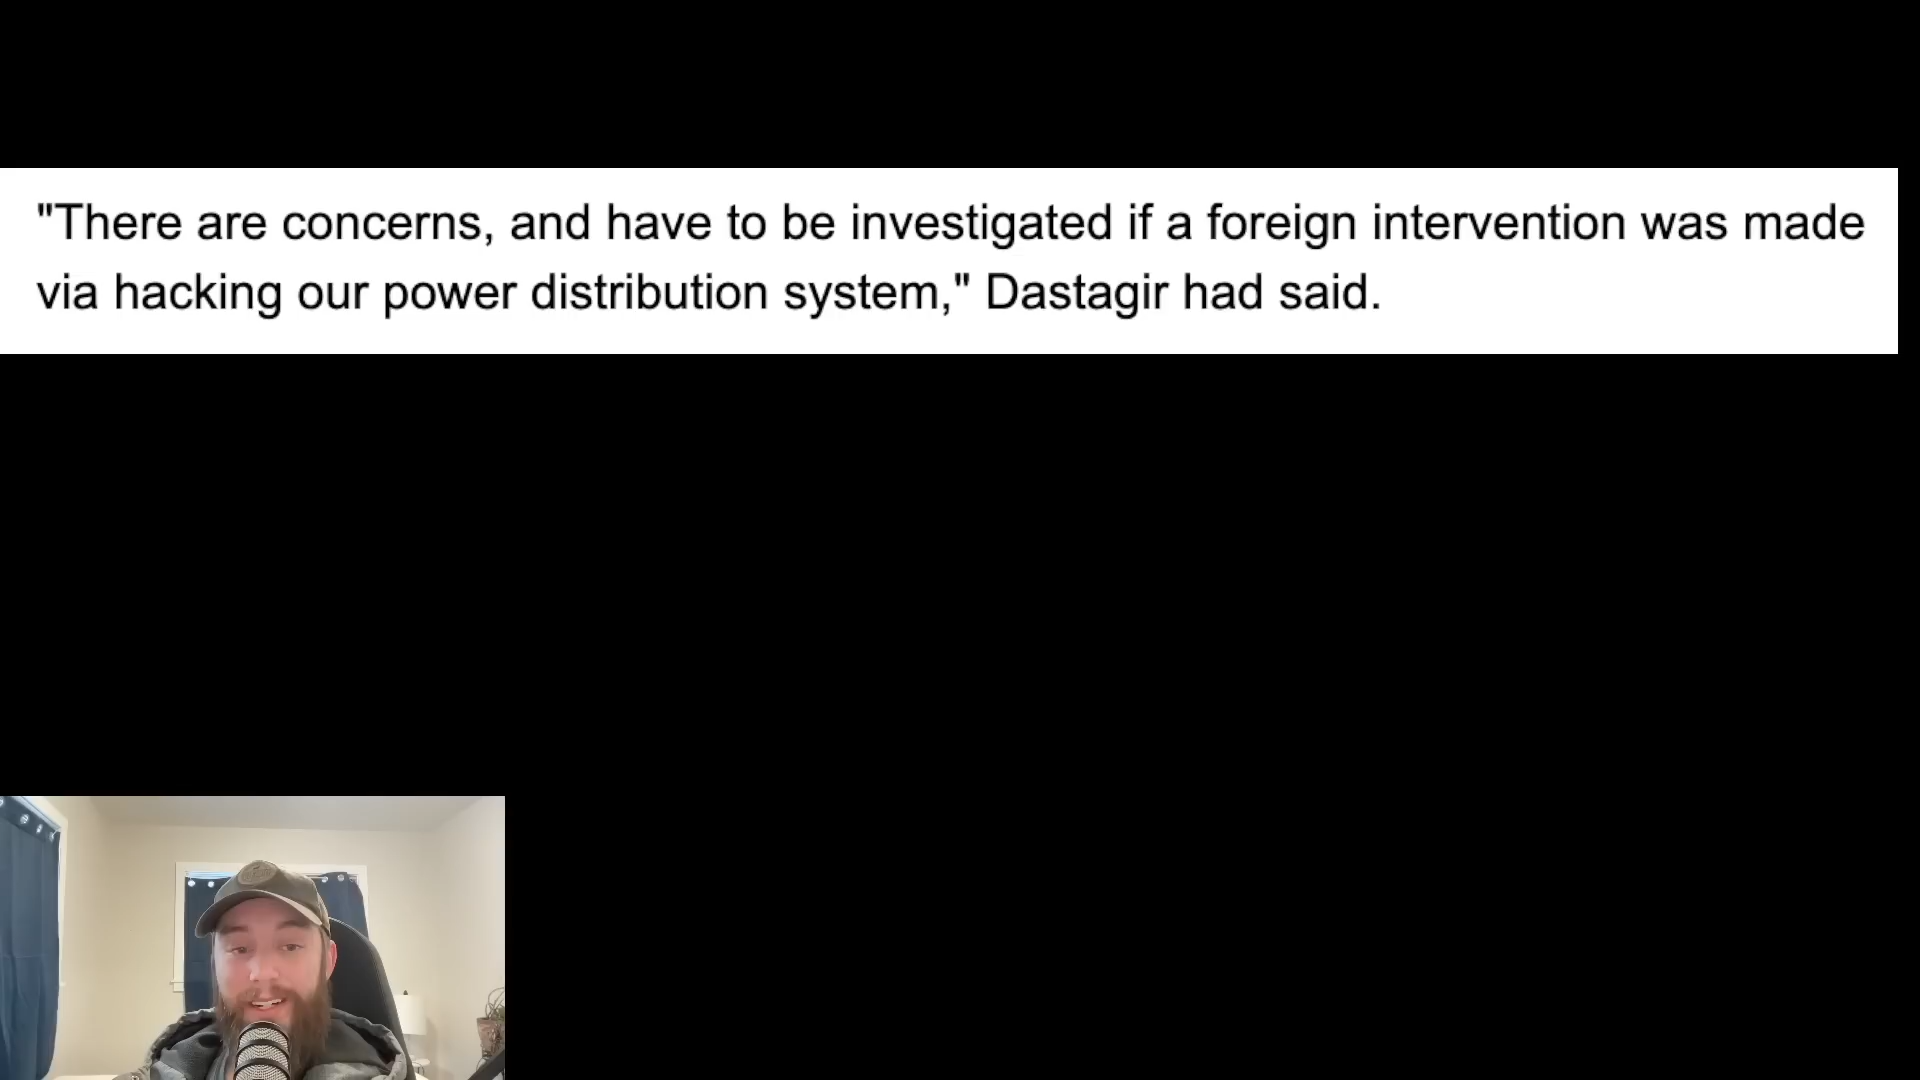 "There are concerns, and have to be investigated if a foreign intervention was made
via hacking our power distribution system," Dastagir had said.